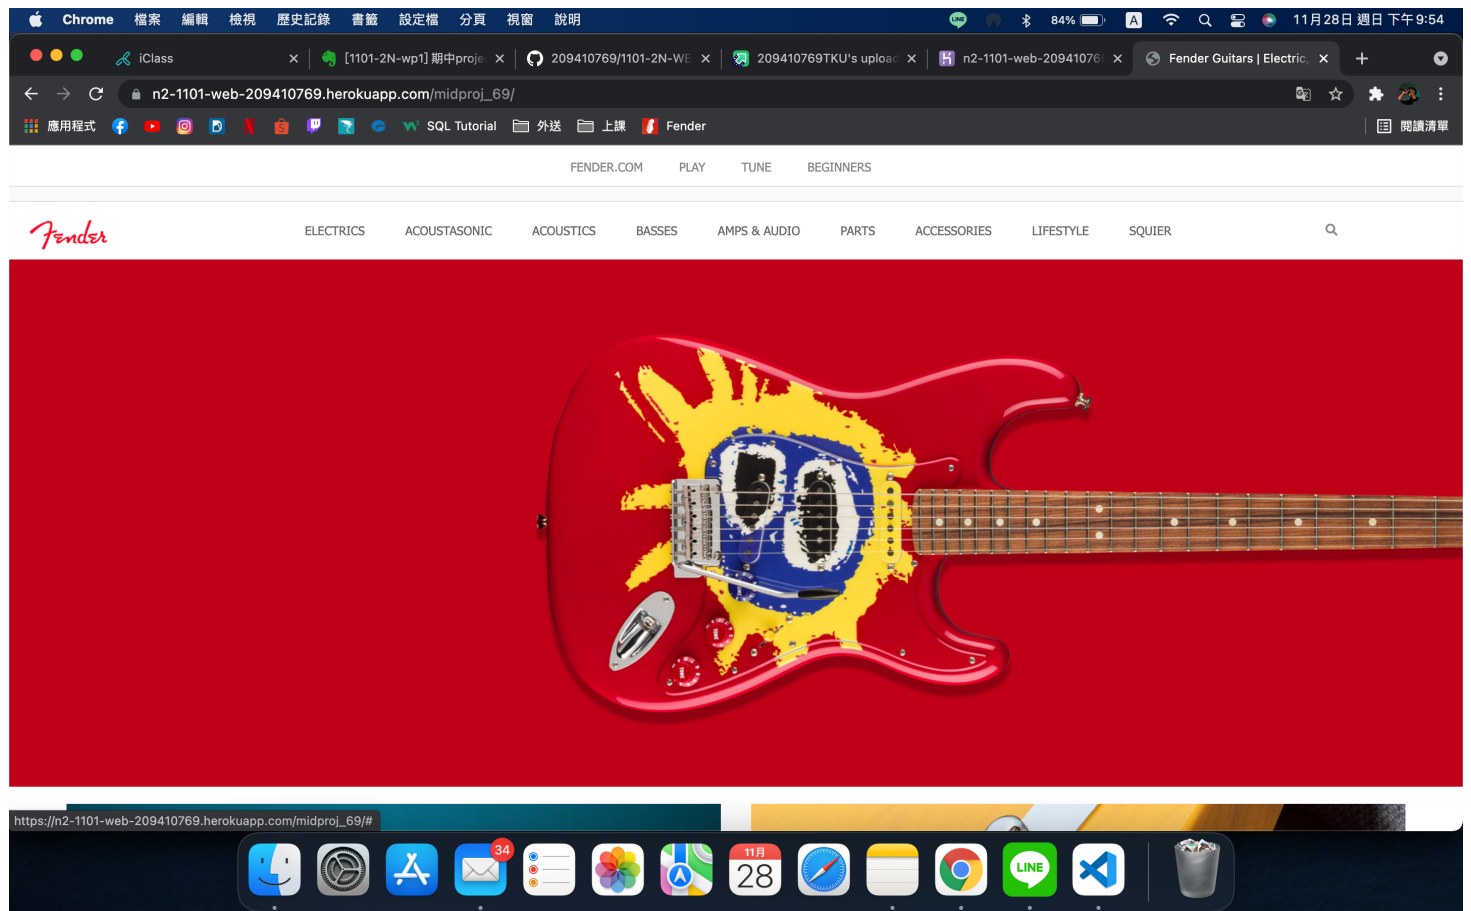 Chrome 檔案 編輯 檢視 歷史記錄 書籤 設定檔 分頁 視窗 說明 LINE 84% A 11月28日 週日 下午9:54
iClass [1101-2N-wp1] 期中proje 209410769/1101-2N-WE 209410769TKU's upload n2-1101-web-20941076 Fender Guitars | Electric,
n2-1101-web-209410769.herokuapp.com/midproj_69/
應用程式 SQL Tutorial 外送 上課 Fender 閱讀清單
FENDER.COM PLAY TUNE BEGINNERS
Fender ELECTRICS ACOUSTASONIC ACOUSTICS BASSES AMPS & AUDIO PARTS ACCESSORIES LIFESTYLE SQUIER
TONE
TONE
https://n2-1101-web-209410769.herokuapp.com/midproj_69/#
34
11月
28
LINE